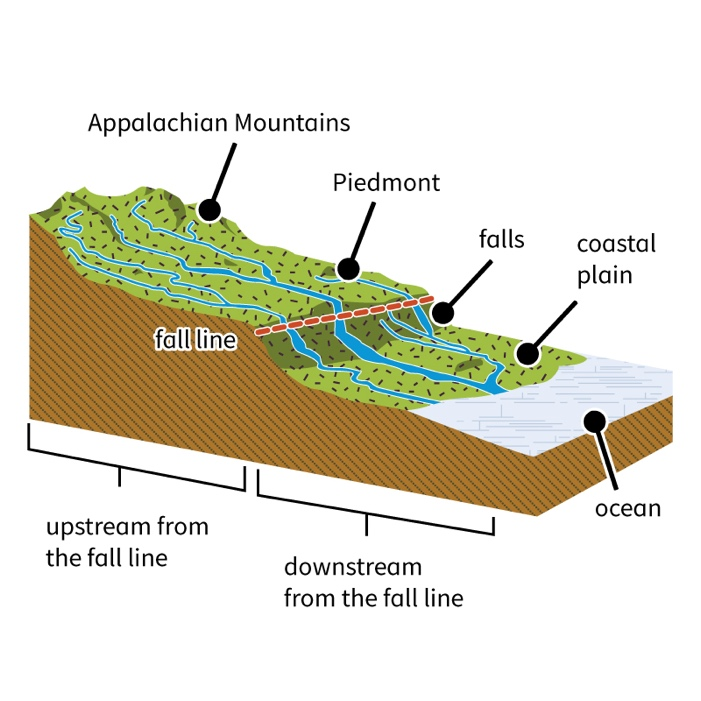 Appalachian Mountains
Piedmont
falls
coastal
plain
fall line
ocean
upstream from
the fall line
downstream
from the fall line